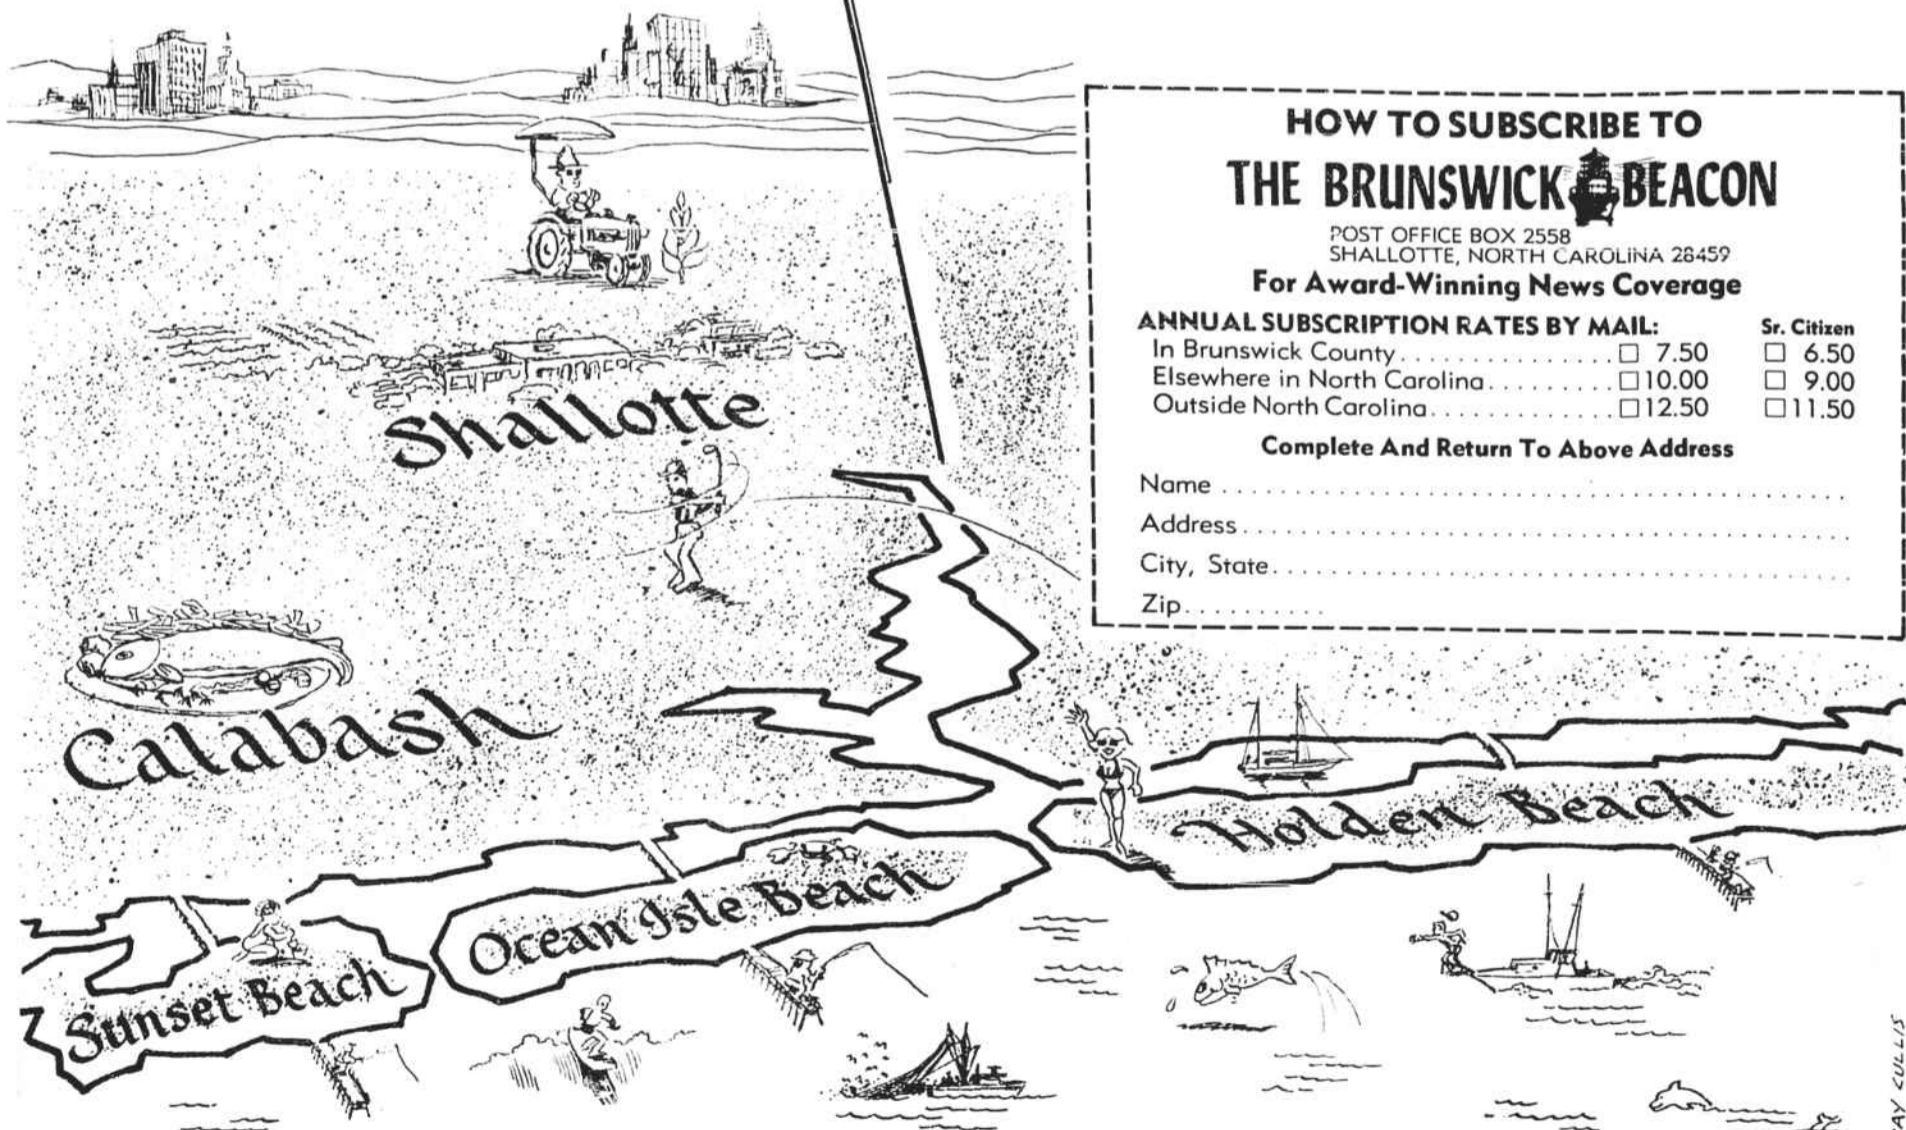 HOW TO SUBSCRIBE TO
THE BRUNSWICK BEACON
POST OFFICE BOX 2558
SHALLOTTE, NORTH CAROLINA 28459
For Award-Winning News Coverage
ANNUAL SUBSCRIPTION RATES BY MAIL: Sr. Citizen
In Brunswick County................ ☐ 7.50 ☐ 6.50
Elsewhere in North Carolina......... ☐ 10.00 ☐ 9.00
Outside North Carolina............. ☐ 12.50 ☐ 11.50
Complete And Return To Above Address
Name
Address
City, State
Zip
Shallotte
Calabash
Holden Beach
Ocean Isle Beach
Sunset Beach
CULLIS